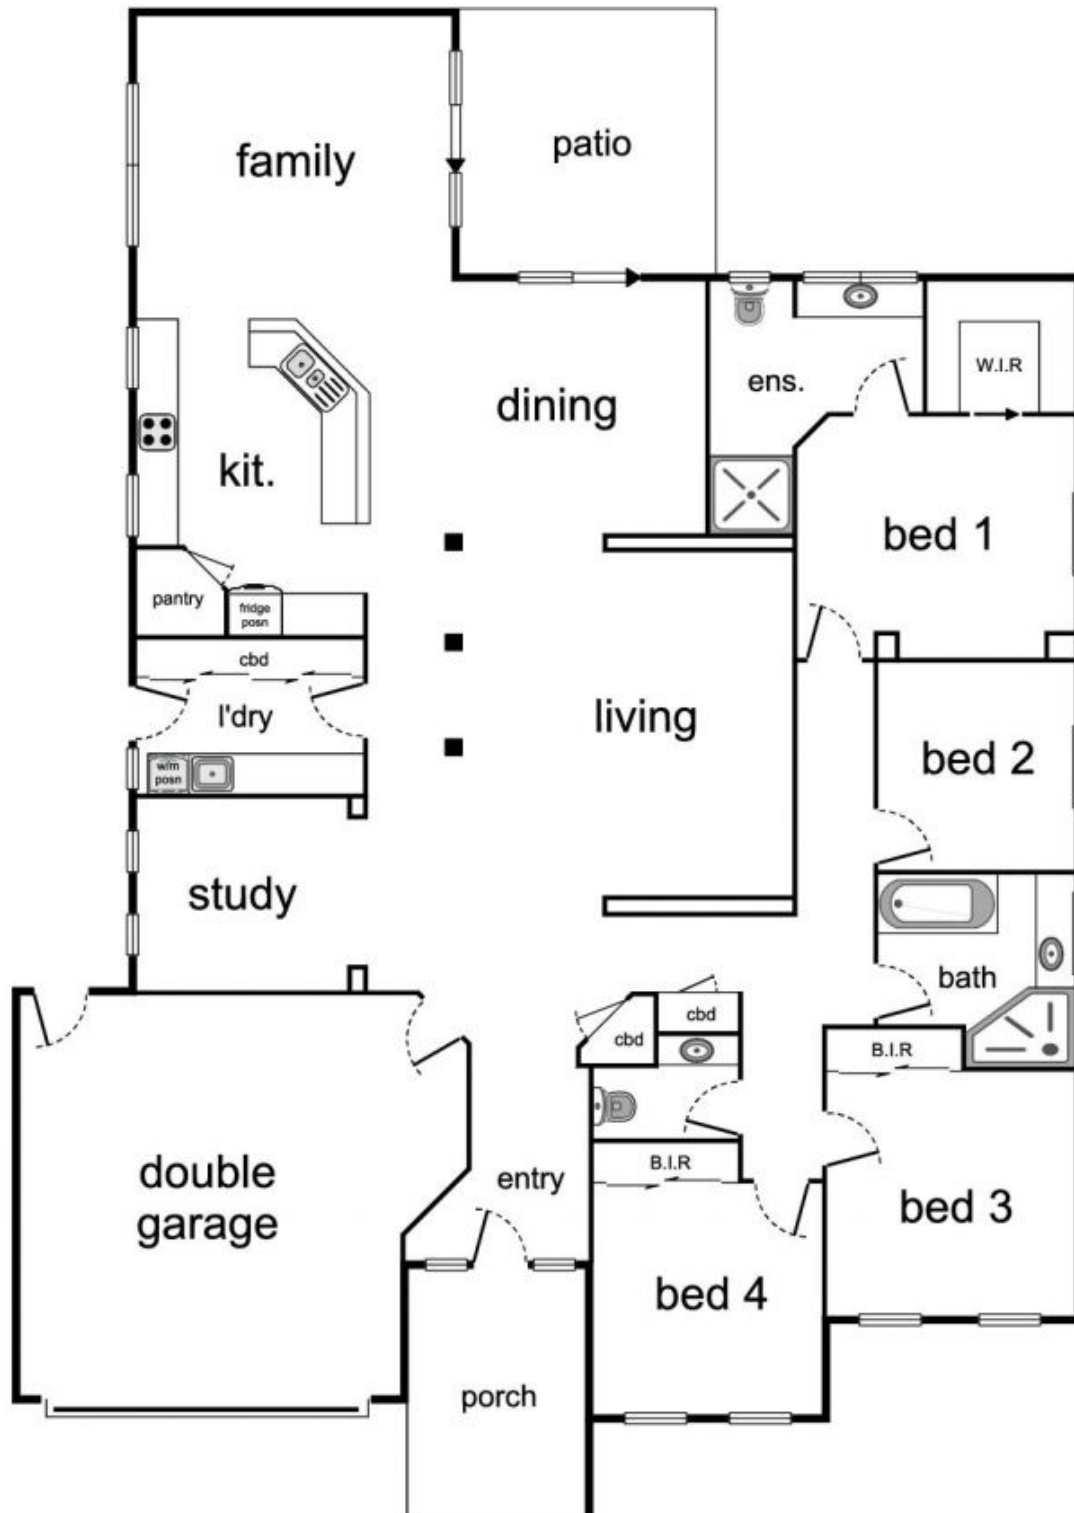 family
patio
ens.
W.I.R
dining
kit.
bed 1
pantry
fridge
posn
cbd
l'dry
living
bed 2
w/m
posn
study
bath
cbd
cbd
B.I.R
double
garage
entry
B.I.R
bed 3
bed 4
porch